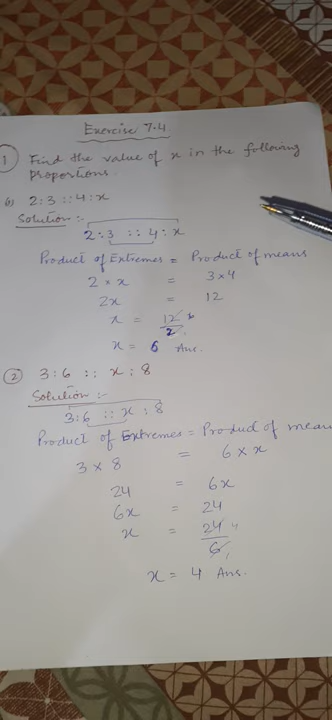 Exercise 7.4
1 Find the value of x in the following
proportions.
(i) 2:3 :: 4:x
Solution :-
2:3 :: 4:x
Product of Extremes = Product of means
2 × x = 3×4
2x = 12
x = 12/2
x = 6 Ans.
2 3:6 :: x:8
Solution :-
3:6 :: x:8
Product of Extremes = Product of mean
3 × 8 = 6 × x
24 = 6x
6x = 24
x = 24/6 4
x = 4 Ans.